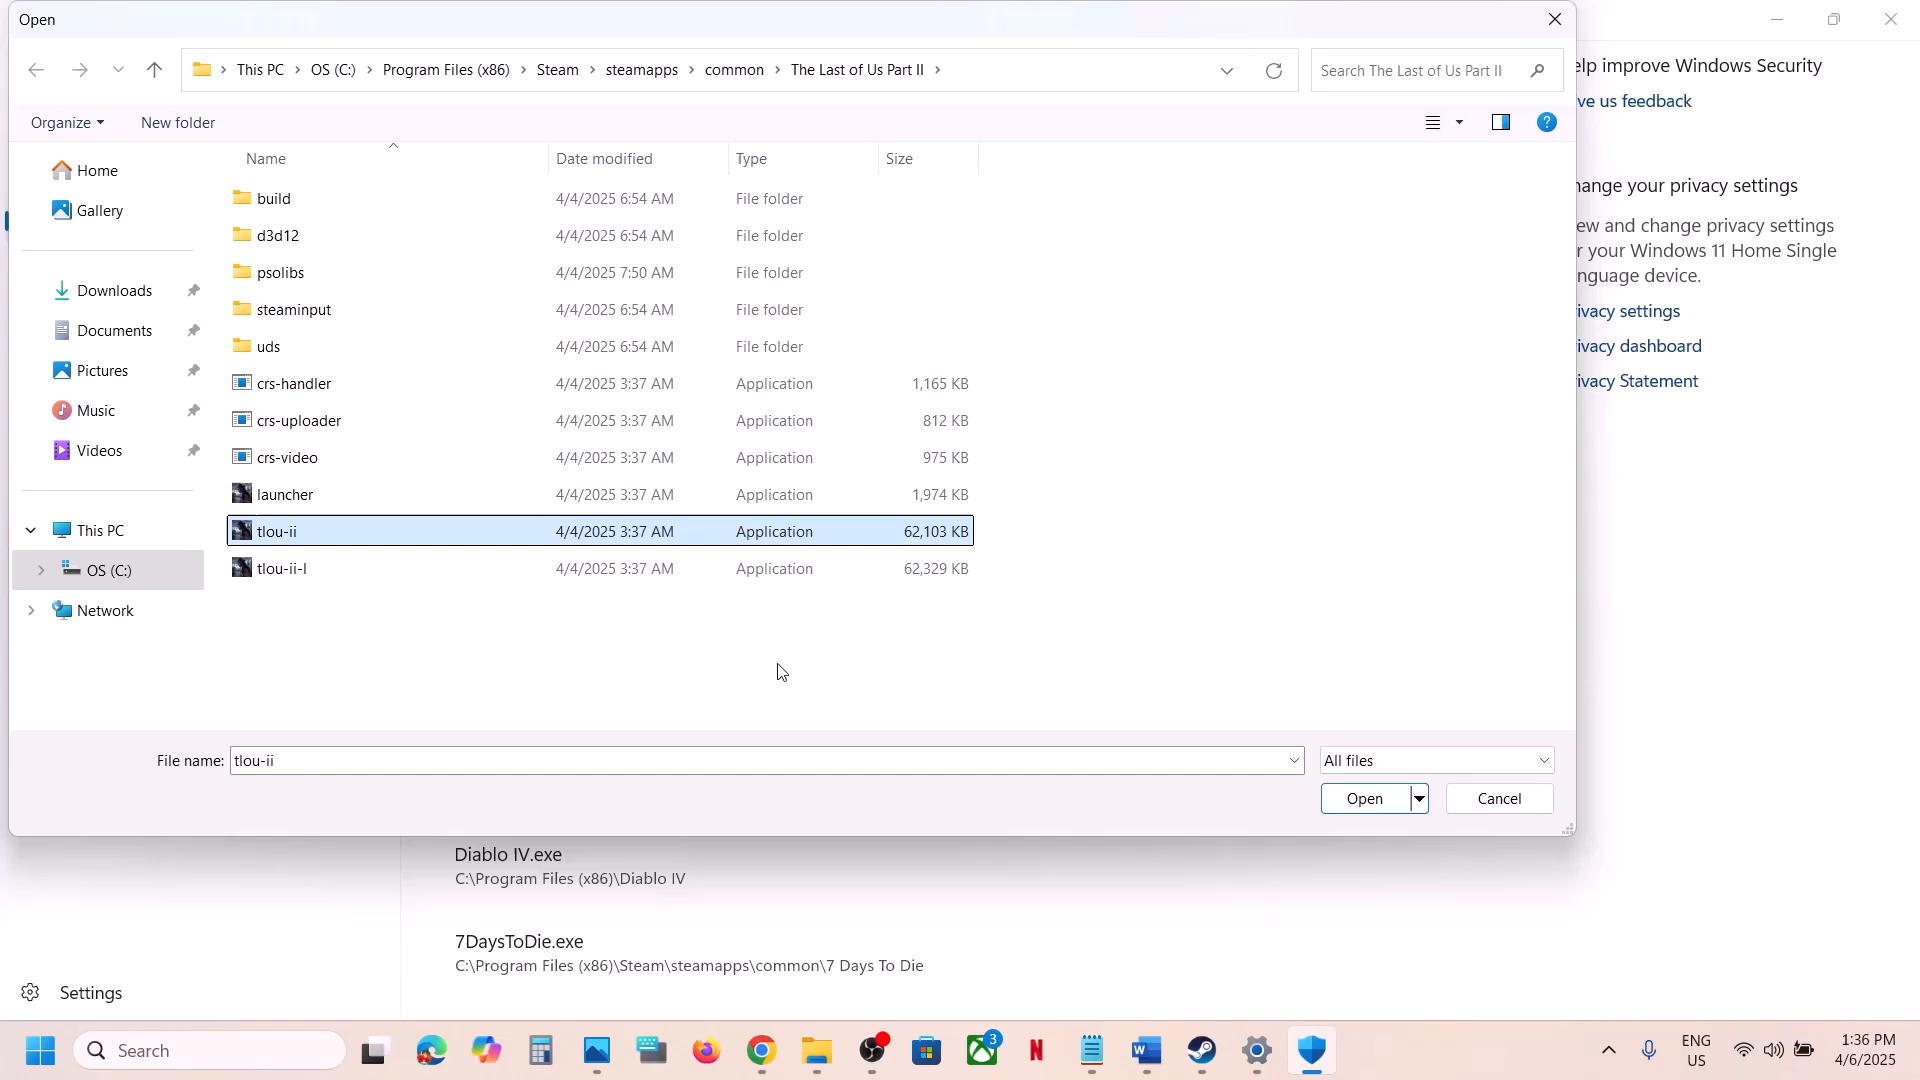 Open
This PC > OS (C:) > Program Files (x86) > Steam > steamapps > common > The Last of Us Part II >
Search The Last of Us Part II
Organize
New folder
Name
Date modified
Type
Size
Home
Gallery
Downloads
Documents
Pictures
Music
Videos
This PC
OS (C:)
Network
build 4/4/2025 6:54 AM File folder
d3d12 4/4/2025 6:54 AM File folder
psolibs 4/4/2025 7:50 AM File folder
steaminput 4/4/2025 6:54 AM File folder
uds 4/4/2025 6:54 AM File folder
crs-handler 4/4/2025 3:37 AM Application 1,165 KB
crs-uploader 4/4/2025 3:37 AM Application 812 KB
crs-video 4/4/2025 3:37 AM Application 975 KB
launcher 4/4/2025 3:37 AM Application 1,974 KB
tlou-ii 4/4/2025 3:37 AM Application 62,103 KB
tlou-ii-l 4/4/2025 3:37 AM Application 62,329 KB
File name: tlou-ii
All files
Open
Cancel
elp improve Windows Security
ve us feedback
hange your privacy settings
ew and change privacy settings
r your Windows 11 Home Single
nguage device.
ivacy settings
ivacy dashboard
ivacy Statement
Diablo IV.exe
C:\Program Files (x86)\Diablo IV
7DaysToDie.exe
C:\Program Files (x86)\Steam\steamapps\common\7 Days To Die
Settings
Search
3
ENG
US
1:36 PM
4/6/2025